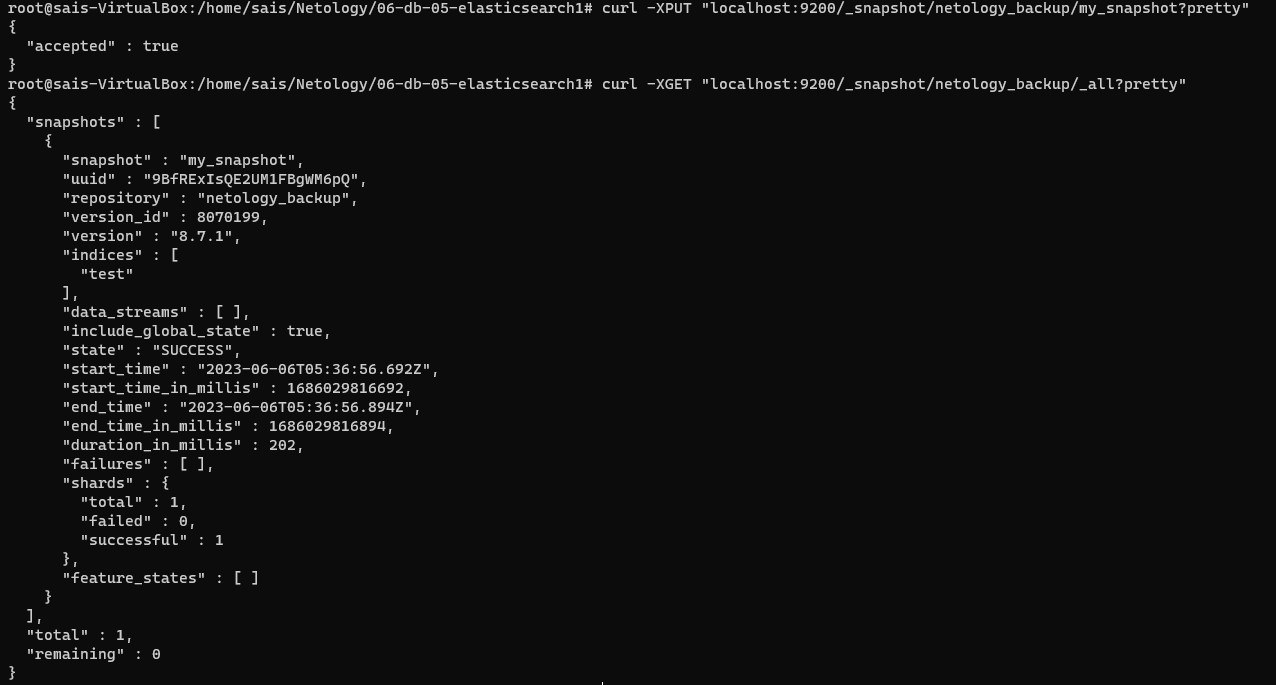 root@sais-VirtualBox:/home/sais/Netology/06-db-05-elasticsearch1# curl -XPUT "localhost:9200/_snapshot/netology_backup/my_snapshot?pretty"
{
  "accepted" : true
}
root@sais-VirtualBox:/home/sais/Netology/06-db-05-elasticsearch1# curl -XGET "localhost:9200/_snapshot/netology_backup/_all?pretty"
{
  "snapshots" : [
    {
      "snapshot" : "my_snapshot",
      "uuid" : "9BfRExIsQE2UM1FBgWM6pQ",
      "repository" : "netology_backup",
      "version_id" : 8070199,
      "version" : "8.7.1",
      "indices" : [
        "test"
      ],
      "data_streams" : [ ],
      "include_global_state" : true,
      "state" : "SUCCESS",
      "start_time" : "2023-06-06T05:36:56.692Z",
      "start_time_in_millis" : 1686029816692,
      "end_time" : "2023-06-06T05:36:56.894Z",
      "end_time_in_millis" : 1686029816894,
      "duration_in_millis" : 202,
      "failures" : [ ],
      "shards" : {
        "total" : 1,
        "failed" : 0,
        "successful" : 1
      },
      "feature_states" : [ ]
    }
  ],
  "total" : 1,
  "remaining" : 0
}